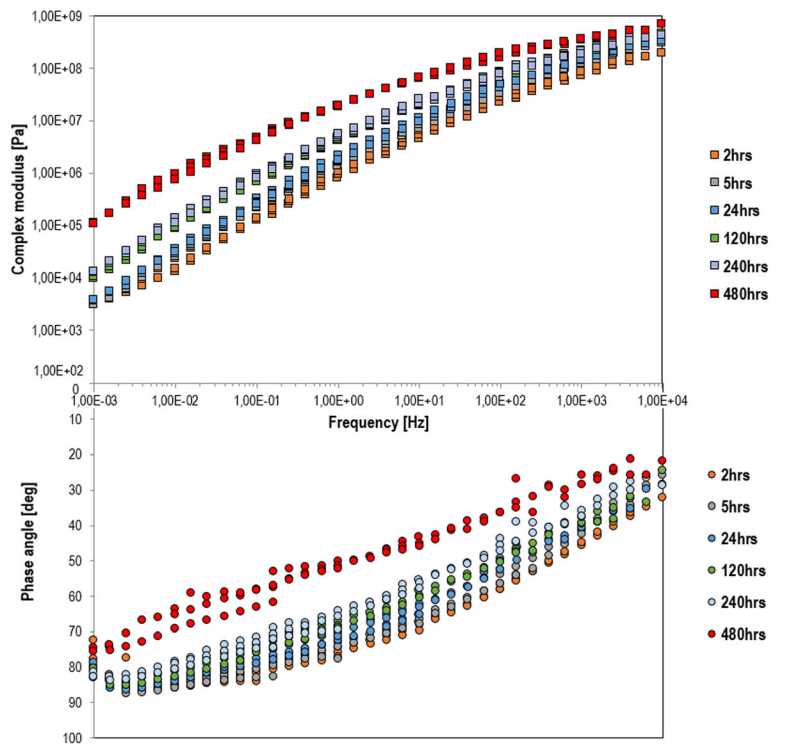 1,00E+09
1,00E+08
1,00E+07
1,00E+06
1,00E+05
1,00E+04
1,00E+03
1,00E+02
Complex modulus [Pa]
2hrs
5hrs
24hrs
120hrs
240hrs
480hrs
0
1,00E-03 1,00E-02 1,00E-01 1,00E+00 1,00E+01 1,00E+02 1,00E+03 1,00E+04
Frequency [Hz]
10
20
30
40
50
60
70
80
90
100
Phase angle [deg]
2hrs
5hrs
24hrs
120hrs
240hrs
480hrs